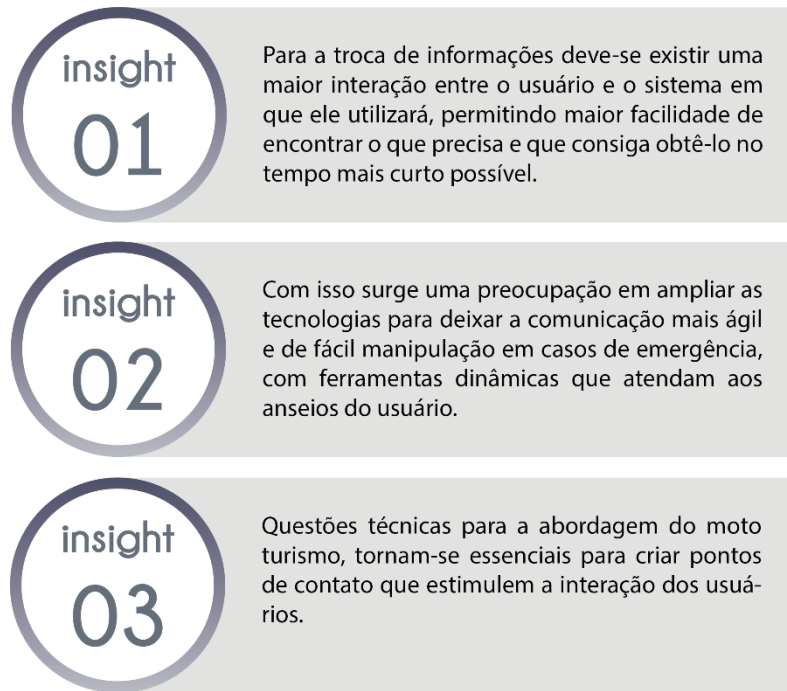 insight
01
Para a troca de informações deve-se existir uma
maior interação entre o usuário e o sistema em
que ele utilizará, permitindo maior facilidade de
encontrar o que precisa e que consiga obtê-lo no
tempo mais curto possível.
insight
02
Com isso surge uma preocupação em ampliar as
tecnologias para deixar a comunicação mais ágil
e de fácil manipulação em casos de emergência,
com ferramentas dinâmicas que atendam aos
anseios do usuário.
insight
03
Questões técnicas para a abordagem do moto
turismo, tornam-se essenciais para criar pontos
de contato que estimulem a interação dos usuá-
rios.